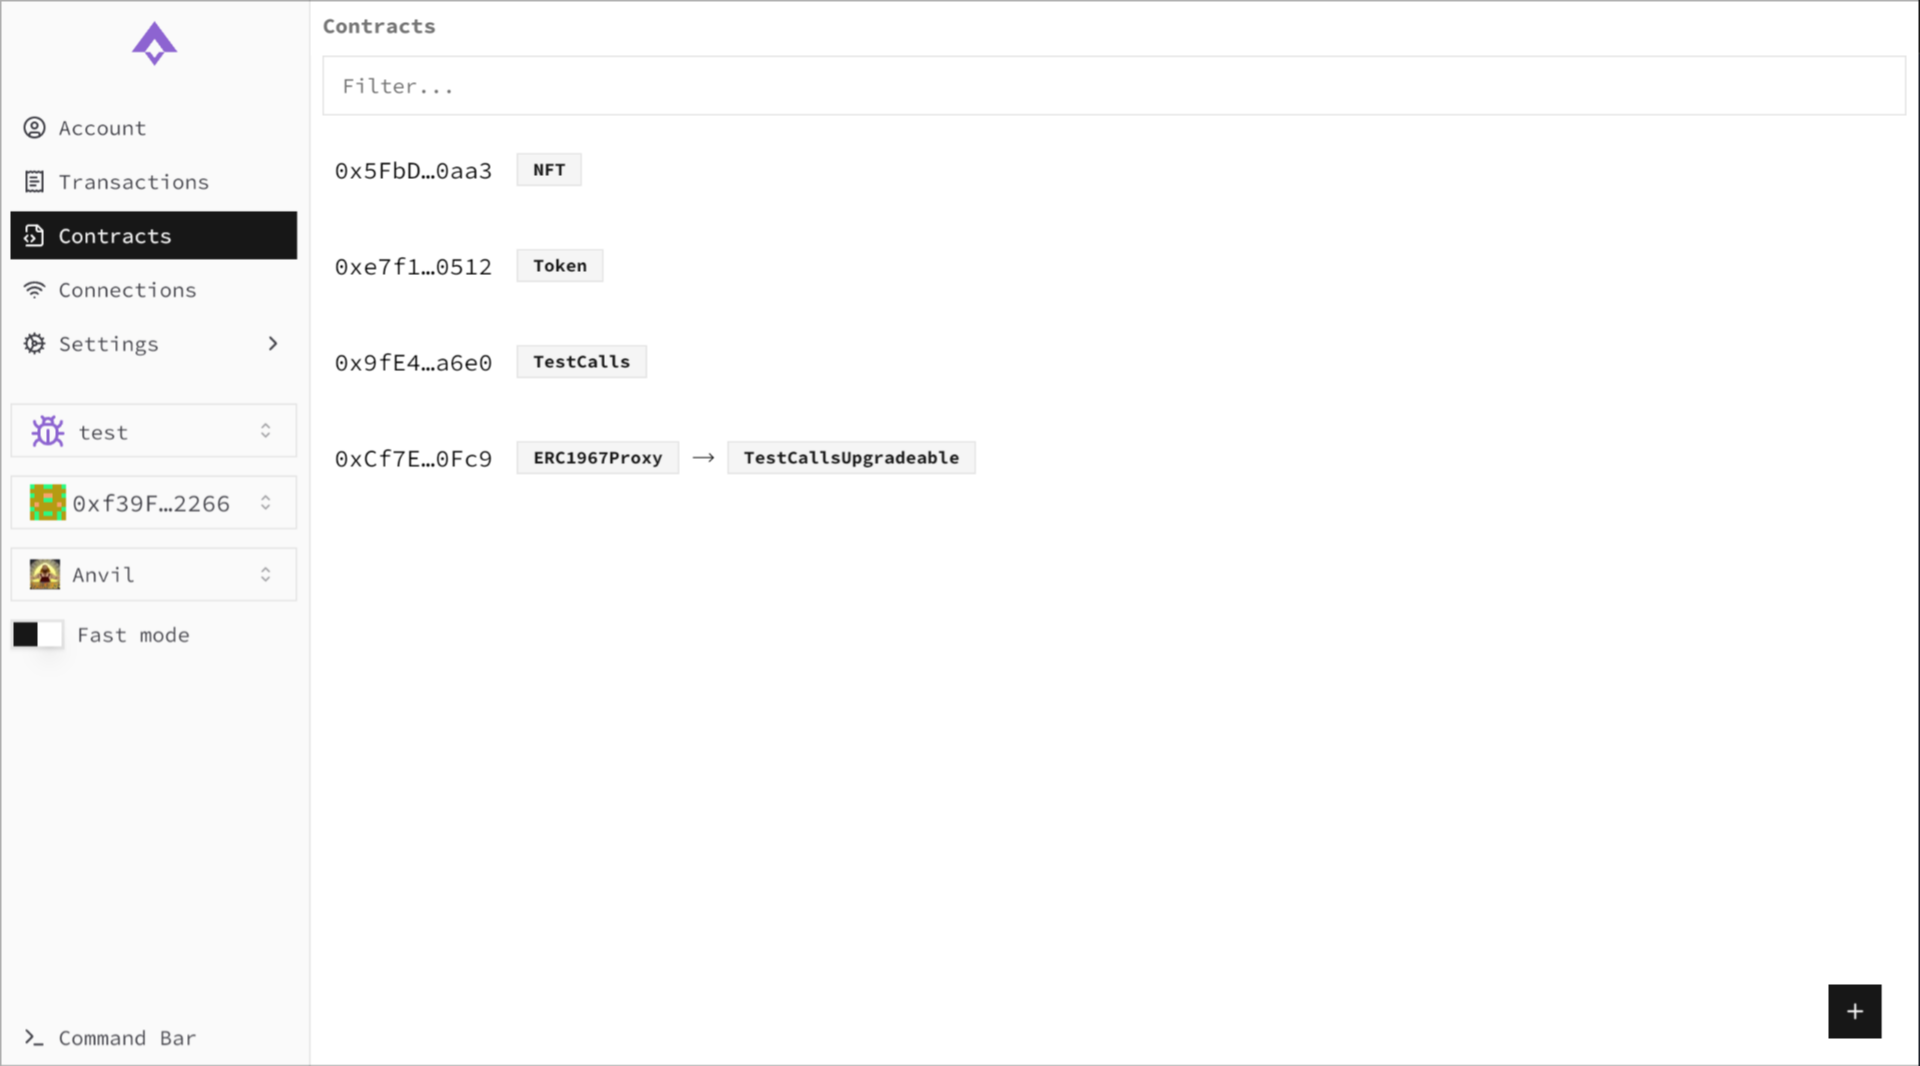 Account
Transactions
Contracts
Connections
Settings
test
0xf39F…2266
Anvil
Fast mode
Command Bar
Contracts
Filter...
0x5FbD…0aa3 NFT
0xe7f1…0512 Token
0x9fE4…a6e0 TestCalls
0xCf7E…0Fc9 ERC1967Proxy → TestCallsUpgradeable
+